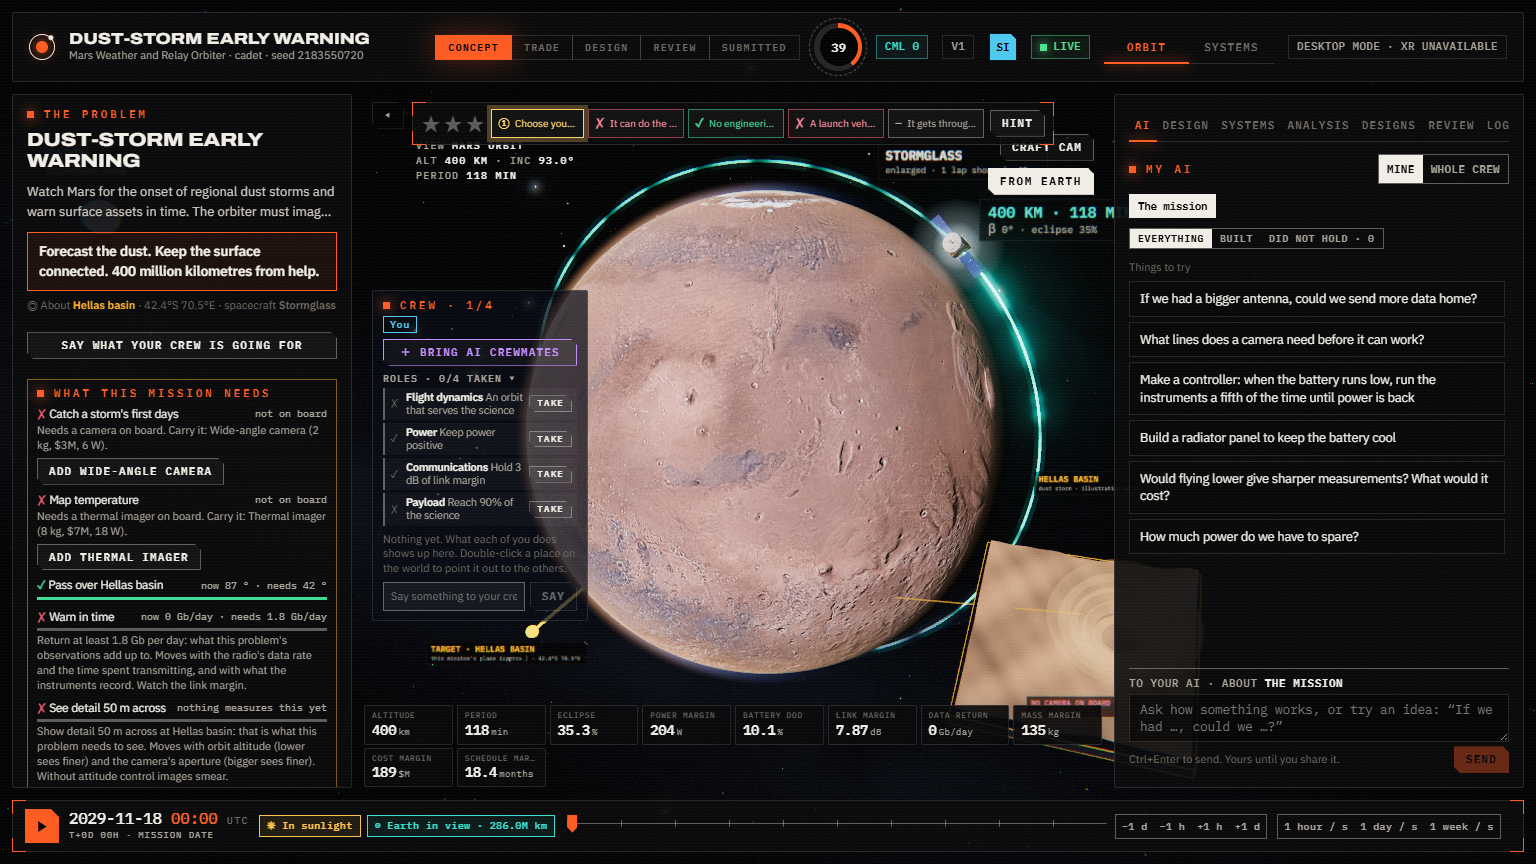 DUST-STORM EARLY WARNING
Mars Weather and Relay Orbiter · cadet · seed 2183550720
CONCEPT
TRADE
DESIGN
REVIEW
SUBMITTED
39
CML 0
V1
SI
LIVE
ORBIT
SYSTEMS
DESKTOP MODE · XR UNAVAILABLE
THE PROBLEM
DUST-STORM EARLY
WARNING
Watch Mars for the onset of regional dust storms and
warn surface assets in time. The orbiter must imag...
Forecast the dust. Keep the surface
connected. 400 million kilometres from help.
About Hellas basin · 42.4°S 70.5°E · spacecraft Stormglass
SAY WHAT YOUR CREW IS GOING FOR
WHAT THIS MISSION NEEDS
✗ Catch a storm's first days not on board
Needs a camera on board. Carry it: Wide-angle camera (2
kg, $3M, 6 W).
ADD WIDE-ANGLE CAMERA
✗ Map temperature not on board
Needs a thermal imager on board. Carry it: Thermal imager
(8 kg, $7M, 18 W).
ADD THERMAL IMAGER
✓ Pass over Hellas basin now 87 ° · needs 42 °
✗ Warn in time now 0 Gb/day · needs 1.8 Gb/day
Return at least 1.8 Gb per day: what this problem's
observations add up to. Moves with the radio's data rate
and the time spent transmitting, and with what the
instruments record. Watch the link margin.
✗ See detail 50 m across nothing measures this yet
Show detail 50 m across at Hellas basin: that is what this
problem needs to see. Moves with orbit altitude (lower
sees finer) and the camera's aperture (bigger sees finer).
Without attitude control images smear.
★★★
① Choose you...
✗ It can do the ...
✓ No engineeri...
✗ A launch veh...
– It gets throug...
HINT
VIEW MARS ORBIT
ALT 400 KM · INC 93.0°
PERIOD 118 MIN
STORMGLASS
enlarged · 1 lap
CRAFT CAM
FROM EARTH
400 KM · 118 M
β 0° · eclipse 35%
CREW · 1/4
You
+ BRING AI CREWMATES
ROLES · 0/4 TAKEN ▾
✗ Flight dynamics An orbit
that serves the science
TAKE
✓ Power Keep power
positive
TAKE
✓ Communications Hold 3
dB of link margin
TAKE
✗ Payload Reach 90% of
the science
TAKE
Nothing yet. What each of you does
shows up here. Double-click a place on
the world to point it out to the others.
Say something to your cre
SAY
HELLAS BASIN
dust storm · illustrati
TARGET · HELLAS BASIN
this mission's place (approx.) · 42.4°S 70.5°E
NO CAMERA ON BOARD
ALTITUDE
400 km
PERIOD
118 min
ECLIPSE
35.3 %
POWER MARGIN
204 W
BATTERY DOD
10.1 %
LINK MARGIN
7.87 dB
DATA RETURN
0 Gb/day
MASS MARGIN
135 kg
COST MARGIN
189 $M
SCHEDULE MAR…
18.4 months
AI
DESIGN
SYSTEMS
ANALYSIS
DESIGNS
REVIEW
LOG
MY AI
MINE
WHOLE CREW
The mission
EVERYTHING
BUILT
DID NOT HOLD · 0
Things to try
If we had a bigger antenna, could we send more data home?
What lines does a camera need before it can work?
Make a controller: when the battery runs low, run the
instruments a fifth of the time until power is back
Build a radiator panel to keep the battery cool
Would flying lower give sharper measurements? What would it
cost?
How much power do we have to spare?
TO YOUR AI · ABOUT THE MISSION
Ask how something works, or try an idea: “If we
had …, could we …?”
Ctrl+Enter to send. Yours until you share it.
SEND
2029-11-18 00:00 UTC
T+0D 00H · MISSION DATE
In sunlight
Earth in view · 286.0M km
−1 d
−1 h
+1 h
+1 d
1 hour / s
1 day / s
1 week / s